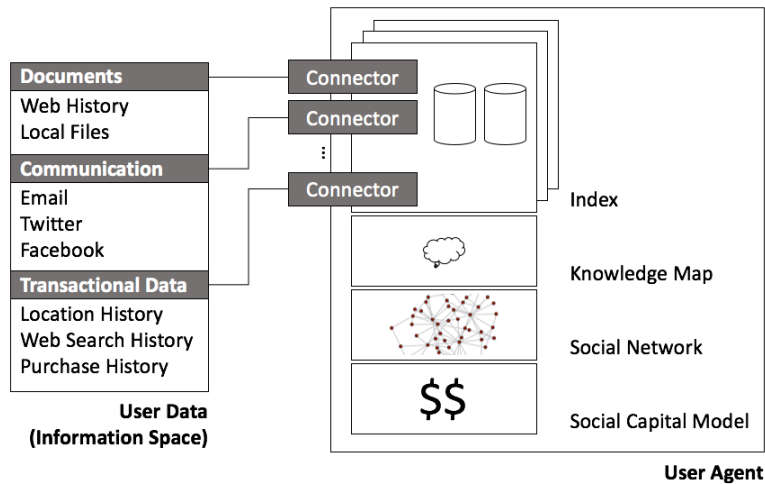 Documents
Web History
Local Files
Communication
Email
Twitter
Facebook
Transactional Data
Location History
Web Search History
Purchase History
User Data
(Information Space)
Connector
Connector
...
Connector
Index
Knowledge Map
Social Network
$$
Social Capital Model
User Agent